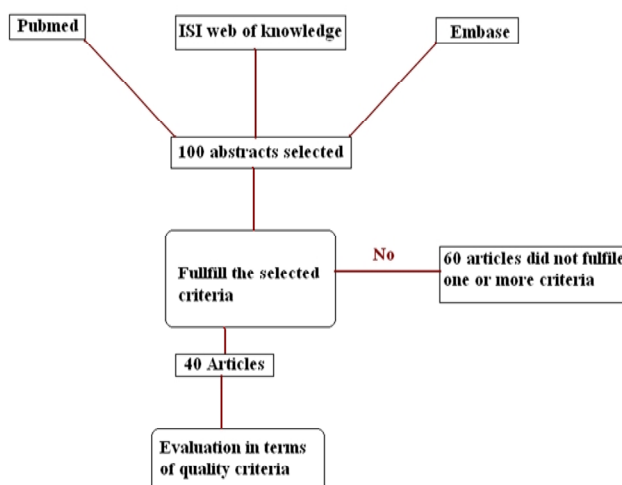 Pubmed
ISI web of knowledge
Embase
100 abstracts selected
Fullfill the selected
criteria
No
60 articles did not fulfile
one or more criteria
40 Articles
Evaluation in terms
of quality criteria